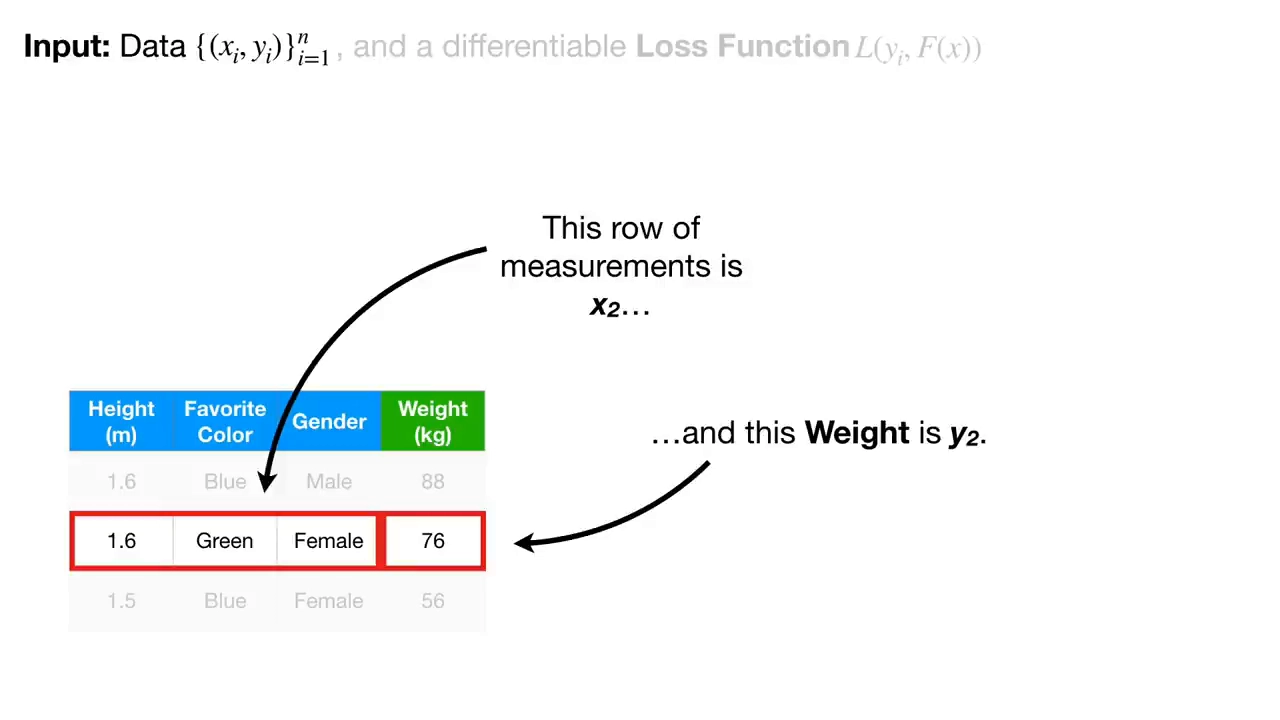 Input: Data {(xᵢ, yᵢ)}ⁿᵢ₌₁, and a differentiable Loss Function L(yᵢ, F(x))
This row of
measurements is
x₂…
Height (m) Favorite Color Gender Weight (kg)
1.6 Blue Male 88
1.6 Green Female 76
1.5 Blue Female 56
…and this Weight is y₂.